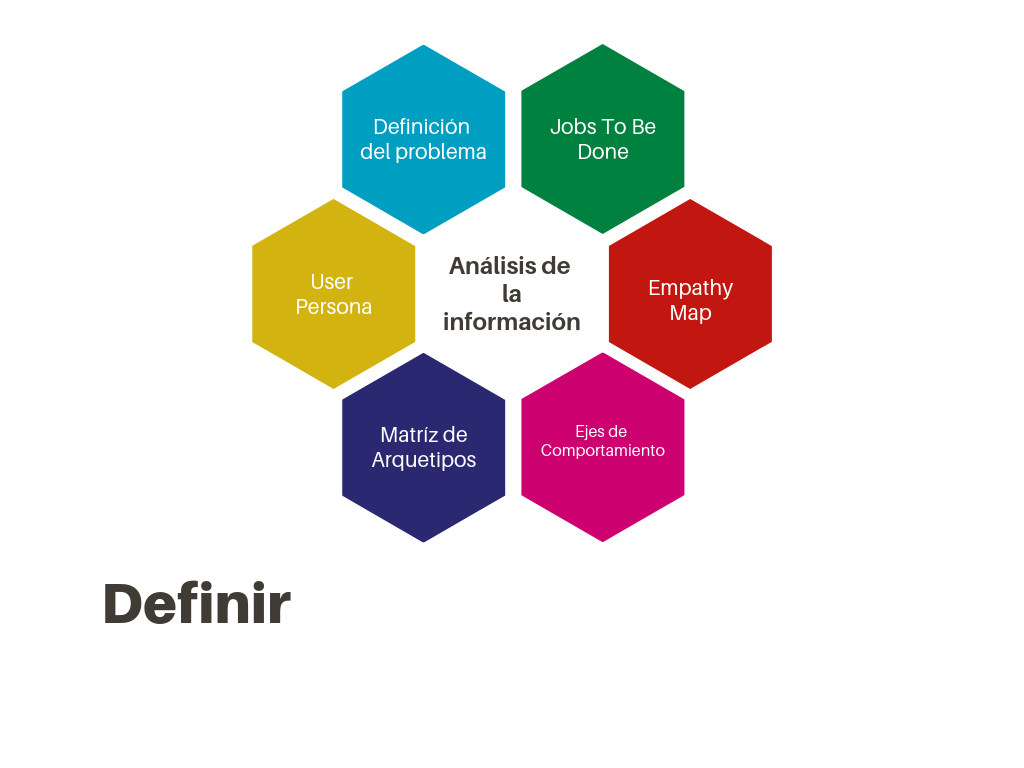 Definición
del problema
Jobs To Be
Done
User
Persona
Análisis de
la
información
Empathy
Map
Matríz de
Arquetipos
Ejes de
Comportamiento
Definir